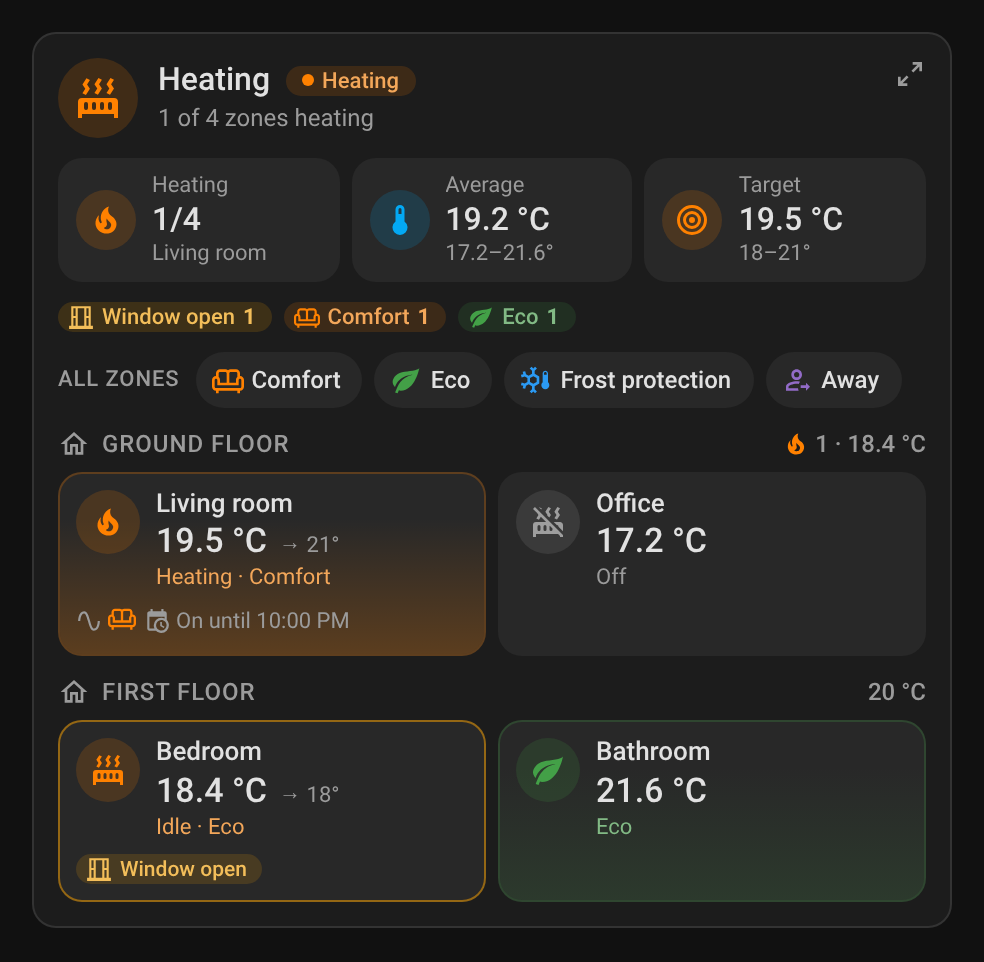 Heating
Heating
1 of 4 zones heating
Heating
1/4
Living room
Average
19.2 °C
17.2–21.6°
Target
19.5 °C
18–21°
Window open 1
Comfort 1
Eco 1
ALL ZONES
Comfort
Eco
Frost protection
Away
GROUND FLOOR
1 · 18.4 °C
Living room
19.5 °C → 21°
Heating · Comfort
On until 10:00 PM
Office
17.2 °C
Off
FIRST FLOOR
20 °C
Bedroom
18.4 °C → 18°
Idle · Eco
Window open
Bathroom
21.6 °C
Eco